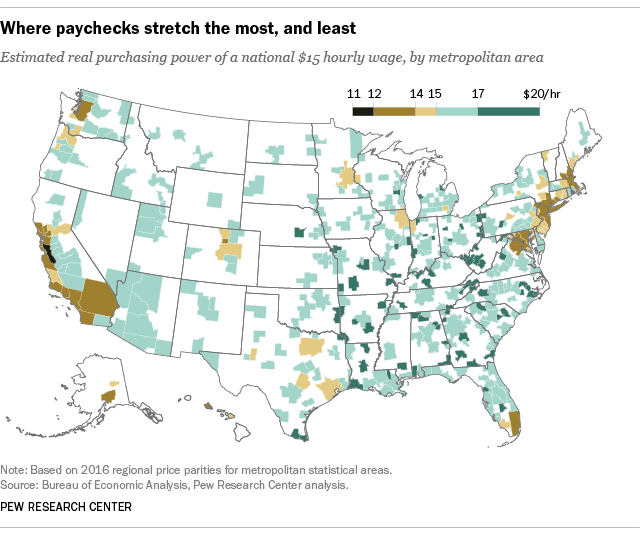 Where paychecks stretch the most, and least
Estimated real purchasing power of a national $15 hourly wage, by metropolitan area
11 12 14 15 17 $20/hr
Note: Based on 2016 regional price parities for metropolitan statistical areas.
Source: Bureau of Economic Analysis, Pew Research Center analysis.
PEW RESEARCH CENTER